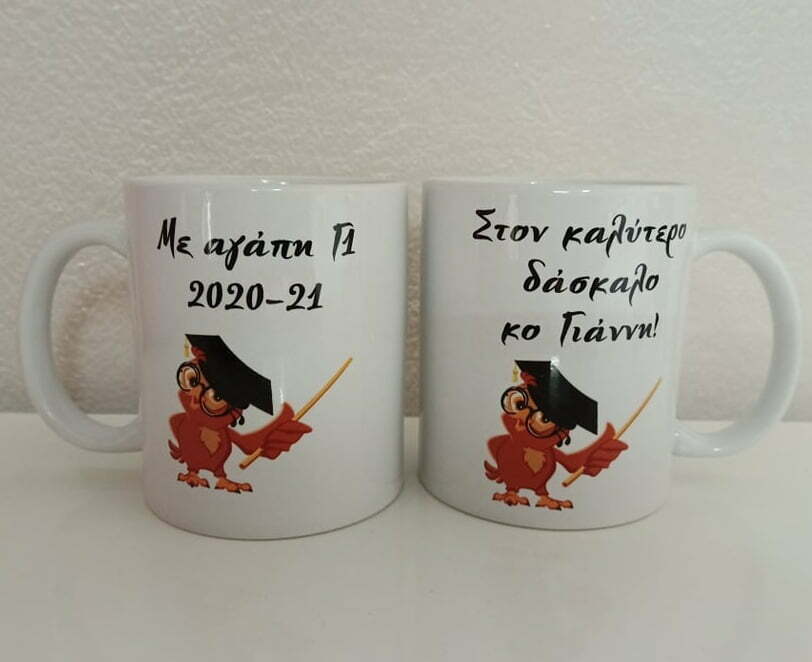 Με αγάπη Γ1
2020-21
Στον καλύτερο
δάσκαλο
κο Γιάννη!